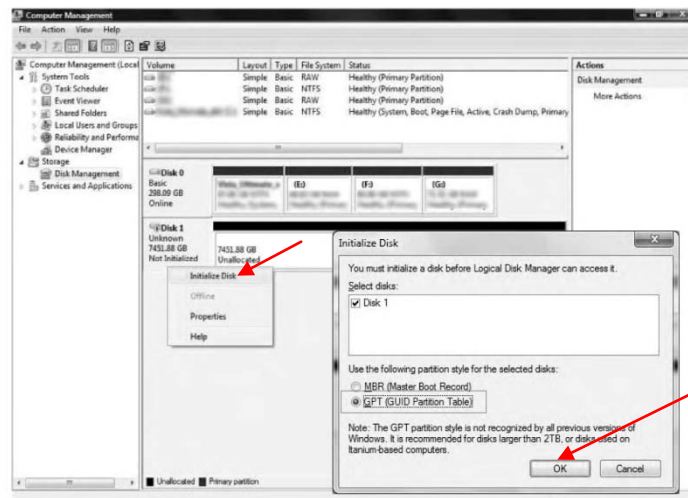 Computer Management
File Action View Help
Computer Management (Local
System Tools
Task Scheduler
Event Viewer
Shared Folders
Local Users and Groups
Reliability and Performa
Device Manager
Storage
Disk Management
Services and Applications
Volume Layout Type File System Status
Simple Basic RAW Healthy (Primary Partition)
Simple Basic NTFS Healthy (Primary Partition)
Simple Basic RAW Healthy (Primary Partition)
Simple Basic NTFS Healthy (System, Boot, Page File, Active, Crash Dump, Primary
Actions
Disk Management
More Actions
Disk 0
Basic
298.09 GB
Online
(E:) (F:) (G:)
Disk 1
Unknown
7451.88 GB
Not Initialized
7451.88 GB
Unallocated
Initialize Disk
Offline
Properties
Help
Initialize Disk
You must initialize a disk before Logical Disk Manager can access it.
Select disks:
Disk 1
Use the following partition style for the selected disks:
MBR (Master Boot Record)
GPT (GUID Partition Table)
Note: The GPT partition style is not recognized by all previous versions of
Windows. It is recommended for disks larger than 2TB, or disks used on
Itanium-based computers.
OK Cancel
Unallocated Primary partition